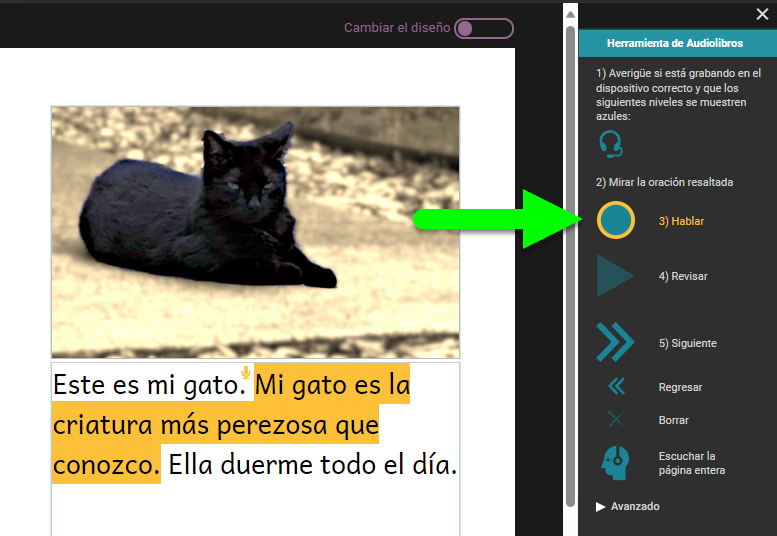 Cambiar el diseño
Este es mi gato. Mi gato es la
criatura más perezosa que
conozco. Ella duerme todo el día.
Herramienta de Audiolibros
1) Averigüe si está grabando en el
dispositivo correcto y que los
siguientes niveles se muestren
azules:
2) Mirar la oración resaltada
3) Hablar
4) Revisar
5) Siguiente
Regresar
Borrar
Escuchar la
página entera
Avanzado